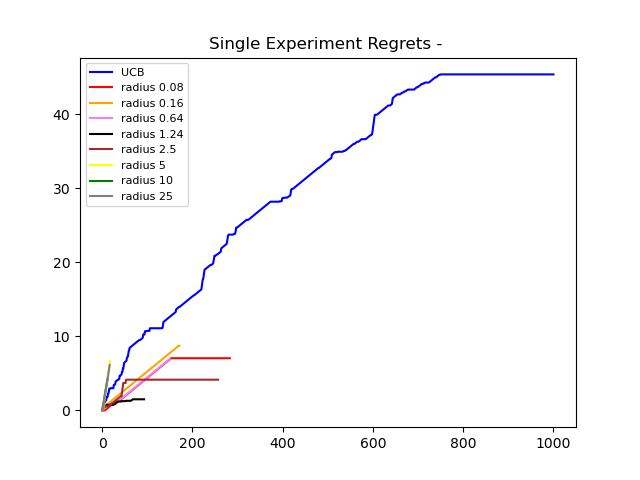 Single Experiment Regrets -
UCB
radius 0.08
radius 0.16
radius 0.64
radius 1.24
radius 2.5
radius 5
radius 10
radius 25
40
30
20
10
0
0 200 400 600 800 1000